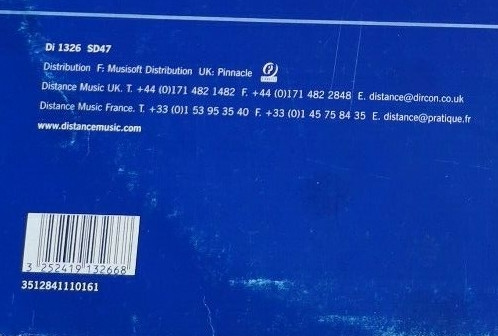 Di 1326 SD47
Distribution F: Musisoft Distribution UK: Pinnacle
Distance Music UK. T. +44 (0)171 482 1482 F. +44 (0)171 482 2848 E. distance@dircon.co.uk
Distance Music France. T. +33 (0)1 53 95 35 40 F. +33 (0)1 45 75 84 35 E. distance@pratique.fr
www.distancemusic.com
3 252419 132668
3512841110161